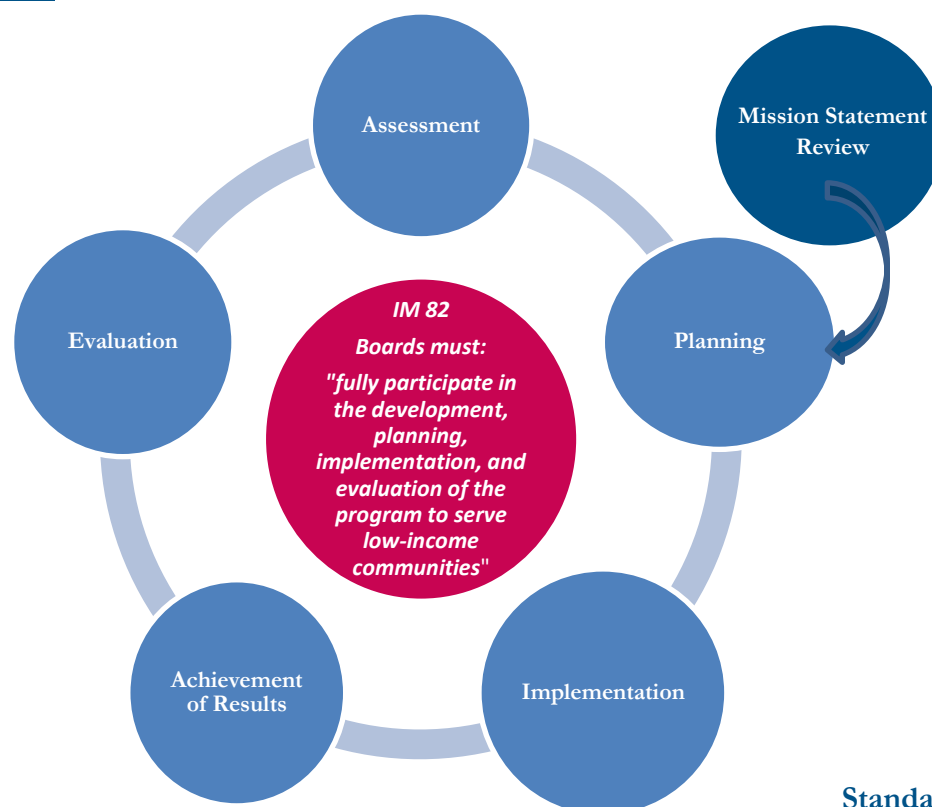 Assessment
Mission Statement
Review
Evaluation
IM 82
Boards must:
"fully participate in
the development,
planning,
implementation, and
evaluation of the
program to serve
low-income
communities"
Planning
Achievement
of Results
Implementation
Standa